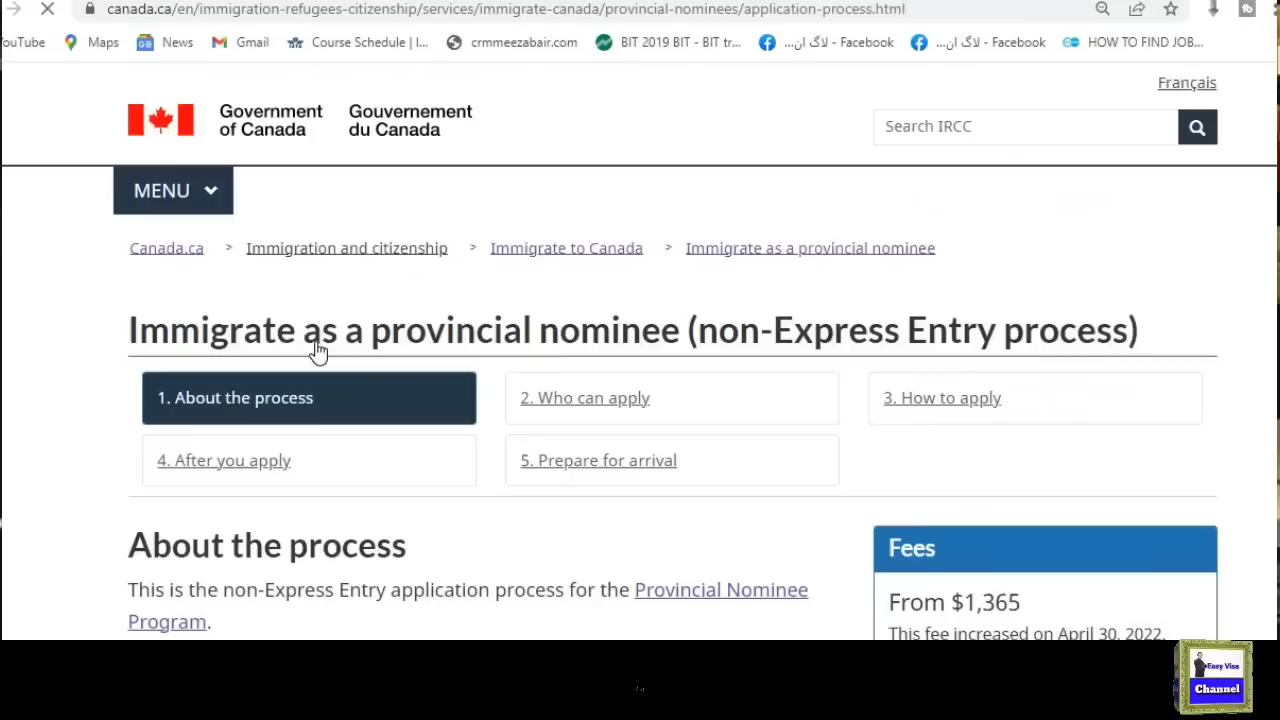 canada.ca/en/immigration-refugees-citizenship/services/immigrate-canada/provincial-nominees/application-process.html
ouTube Maps News Gmail Course Schedule | I... crmmeezabair.com BIT 2019 BIT - BIT tr... لاگ ان... - Facebook لاگ ان... - Facebook HOW TO FIND JOB...
Français
Government of Canada
Gouvernement du Canada
Search IRCC
MENU
Canada.ca > Immigration and citizenship > Immigrate to Canada > Immigrate as a provincial nominee
Immigrate as a provincial nominee (non-Express Entry process)
1. About the process 2. Who can apply 3. How to apply
4. After you apply 5. Prepare for arrival
About the process
This is the non-Express Entry application process for the Provincial Nominee
Program.
Fees
From $1,365
This fee increased on April 30, 2022.
Easy Visa
Channel